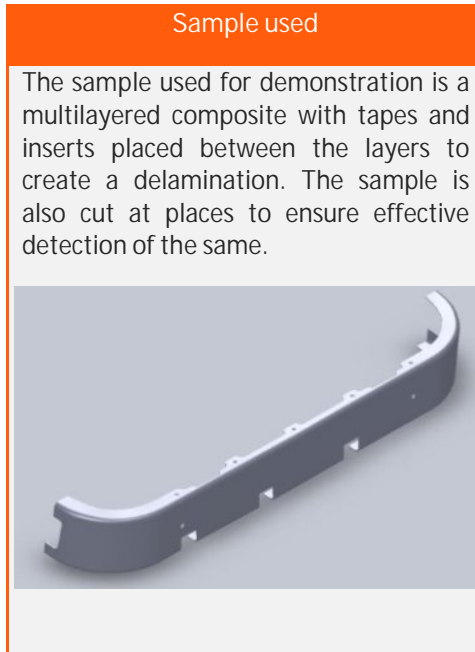 Sample used
The sample used for demonstration is a
multilayered composite with tapes and
inserts placed between the layers to
create a delamination. The sample is
also cut at places to ensure effective
detection of the same.